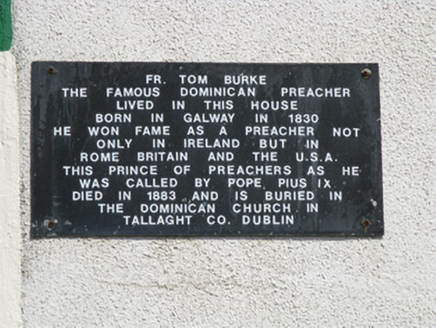 FR. TOM BURKE
THE FAMOUS DOMINICAN PREACHER
LIVED IN THIS HOUSE
BORN IN GALWAY IN 1830
HE WON FAME AS A PREACHER NOT
ONLY IN IRELAND BUT IN
ROME BRITAIN AND THE U.S.A.
THIS PRINCE OF PREACHERS AS HE
WAS CALLED BY POPE PIUS IX
DIED IN 1883 AND IS BURIED IN
THE DOMINICAN CHURCH IN
TALLAGHT CO. DUBLIN